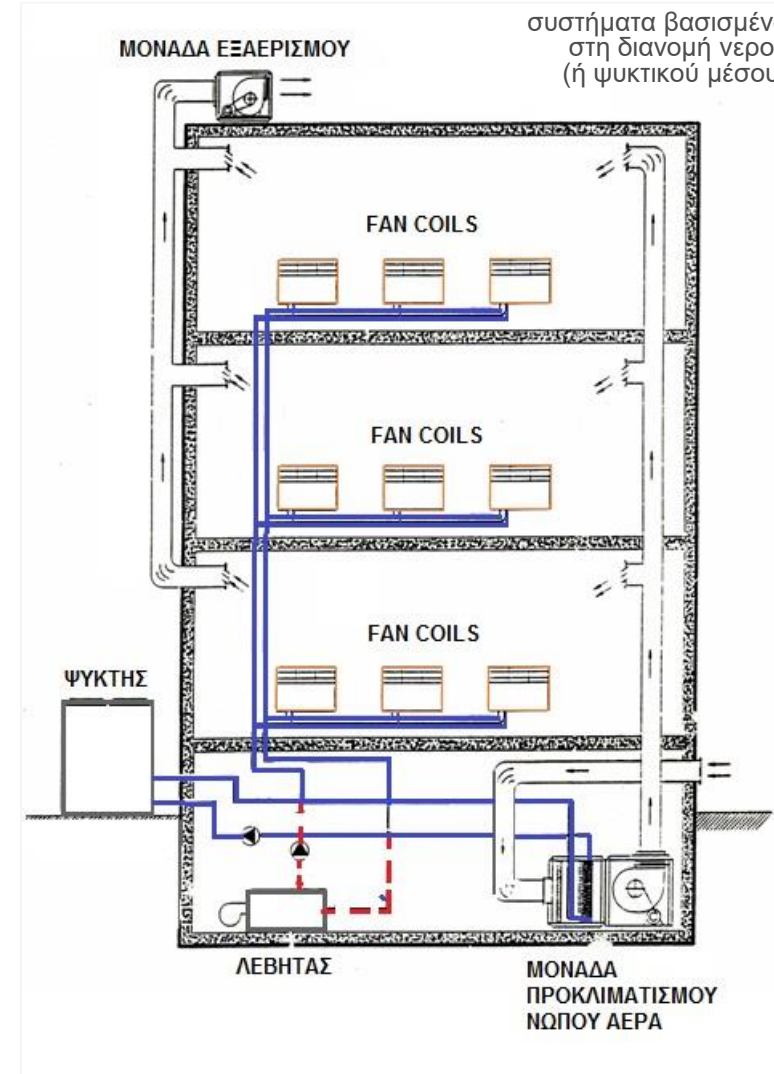 συστήματα βασισμέν
στη διανομή νερο
(ή ψυκτικού μέσου
ΜΟΝΑΔΑ ΕΞΑΕΡΙΣΜΟΥ
FAN COILS
FAN COILS
FAN COILS
ΨΥΚΤΗΣ
ΛΕΒΗΤΑΣ
ΜΟΝΑΔΑ
ΠΡΟΚΛΙΜΑΤΙΣΜΟΥ
ΝΩΠΟΥ ΑΕΡΑ